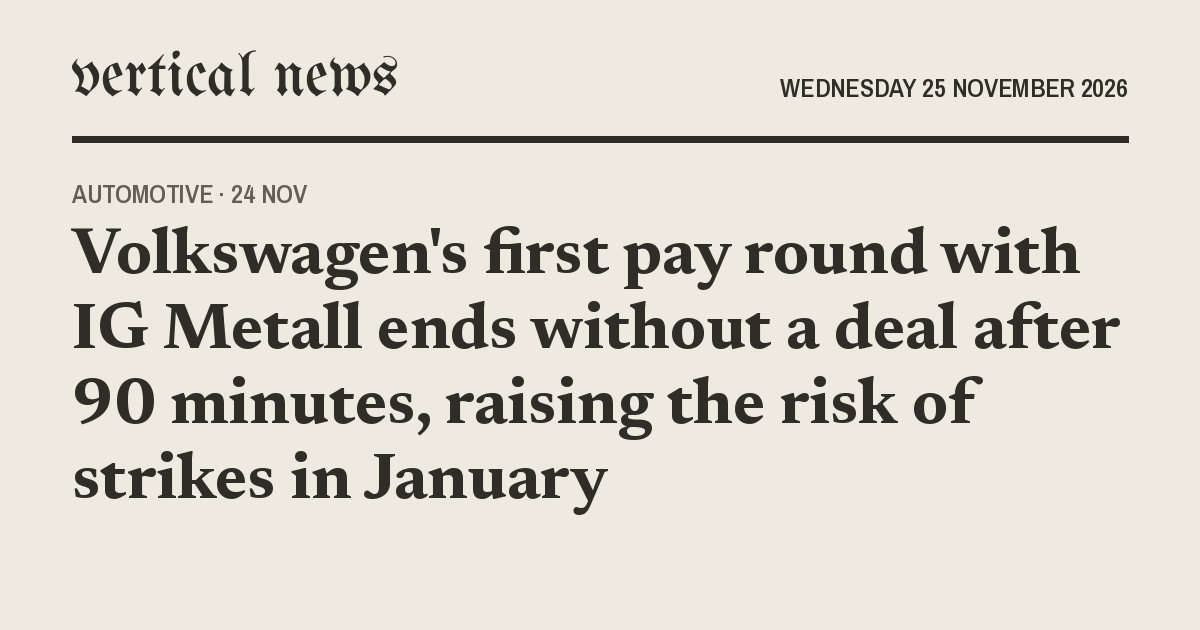 vertical news
WEDNESDAY 25 NOVEMBER 2026
AUTOMOTIVE · 24 NOV
Volkswagen's first pay round with
IG Metall ends without a deal after
90 minutes, raising the risk of
strikes in January